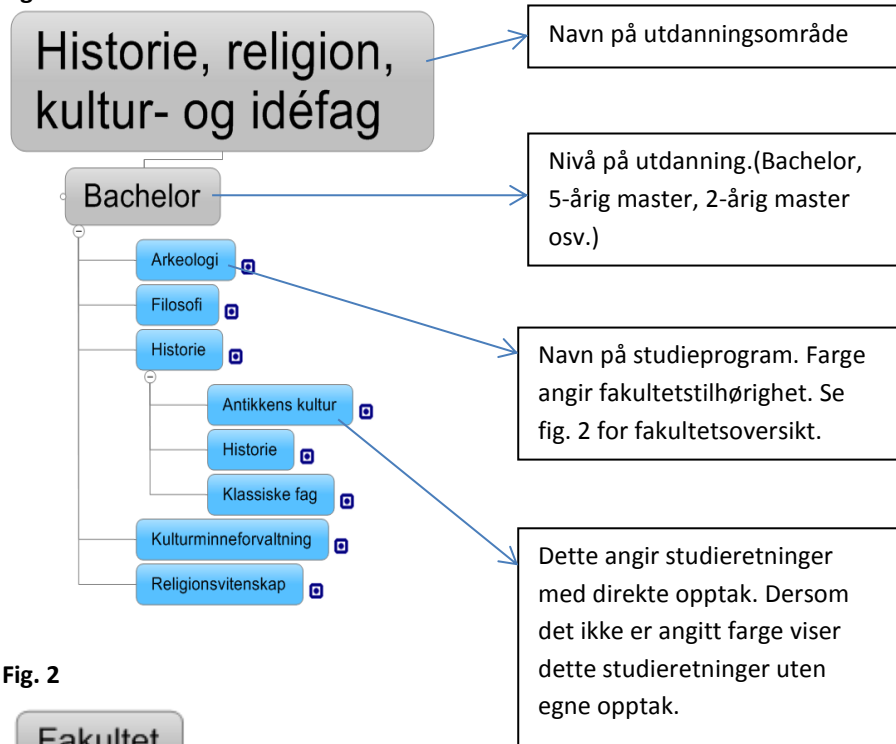 Historie, religion,
kultur- og idéfag
Navn på utdanningsområde
Bachelor
Nivå på utdanning.(Bachelor,
5-årig master, 2-årig master
osv.)
Arkeologi
Filosofi
Historie
Antikkens kultur
Historie
Klassiske fag
Kulturminneforvaltning
Religionsvitenskap
Navn på studieprogram. Farge
angir fakultetstilhørighet. Se
fig. 2 for fakultetsoversikt.
Dette angir studieretninger
med direkte opptak. Dersom
det ikke er angitt farge viser
dette studieretninger uten
egne opptak.
Fig. 2
Fakultet